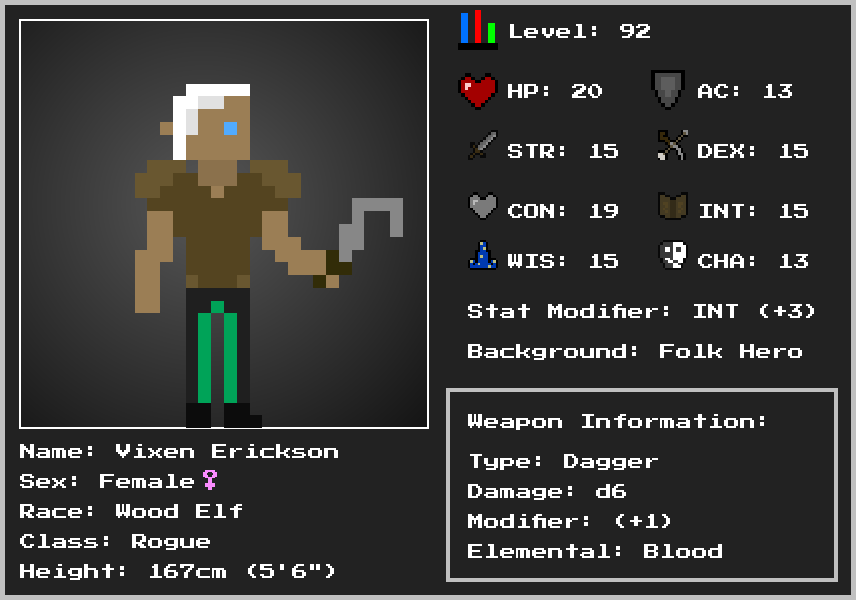 Level: 92
HP: 20 AC: 13
STR: 15 DEX: 15
CON: 19 INT: 15
WIS: 15 CHA: 13
Stat Modifier: INT (+3)
Background: Folk Hero
Weapon Information:
Type: Dagger
Damage: d6
Modifier: (+1)
Elemental: Blood
Name: Vixen Erickson
Sex: Female♀
Race: Wood Elf
Class: Rogue
Height: 167cm (5'6")